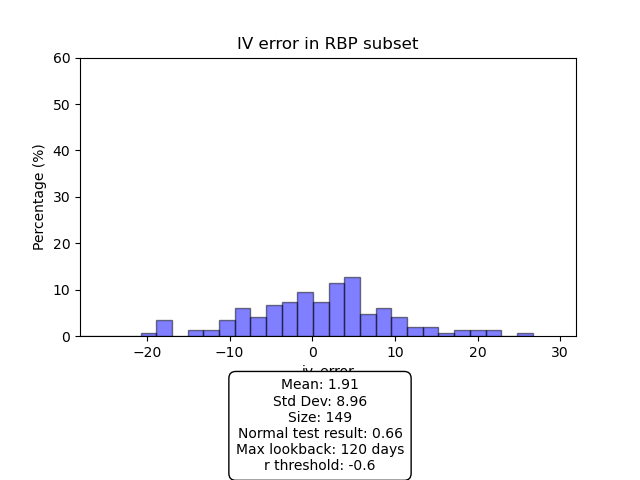 IV error in RBP subset
60
50
40
30
20
10
0
Percentage (%)
−20
−10
0
10
20
30
iv_error
Mean: 1.91
Std Dev: 8.96
Size: 149
Normal test result: 0.66
Max lookback: 120 days
r threshold: -0.6